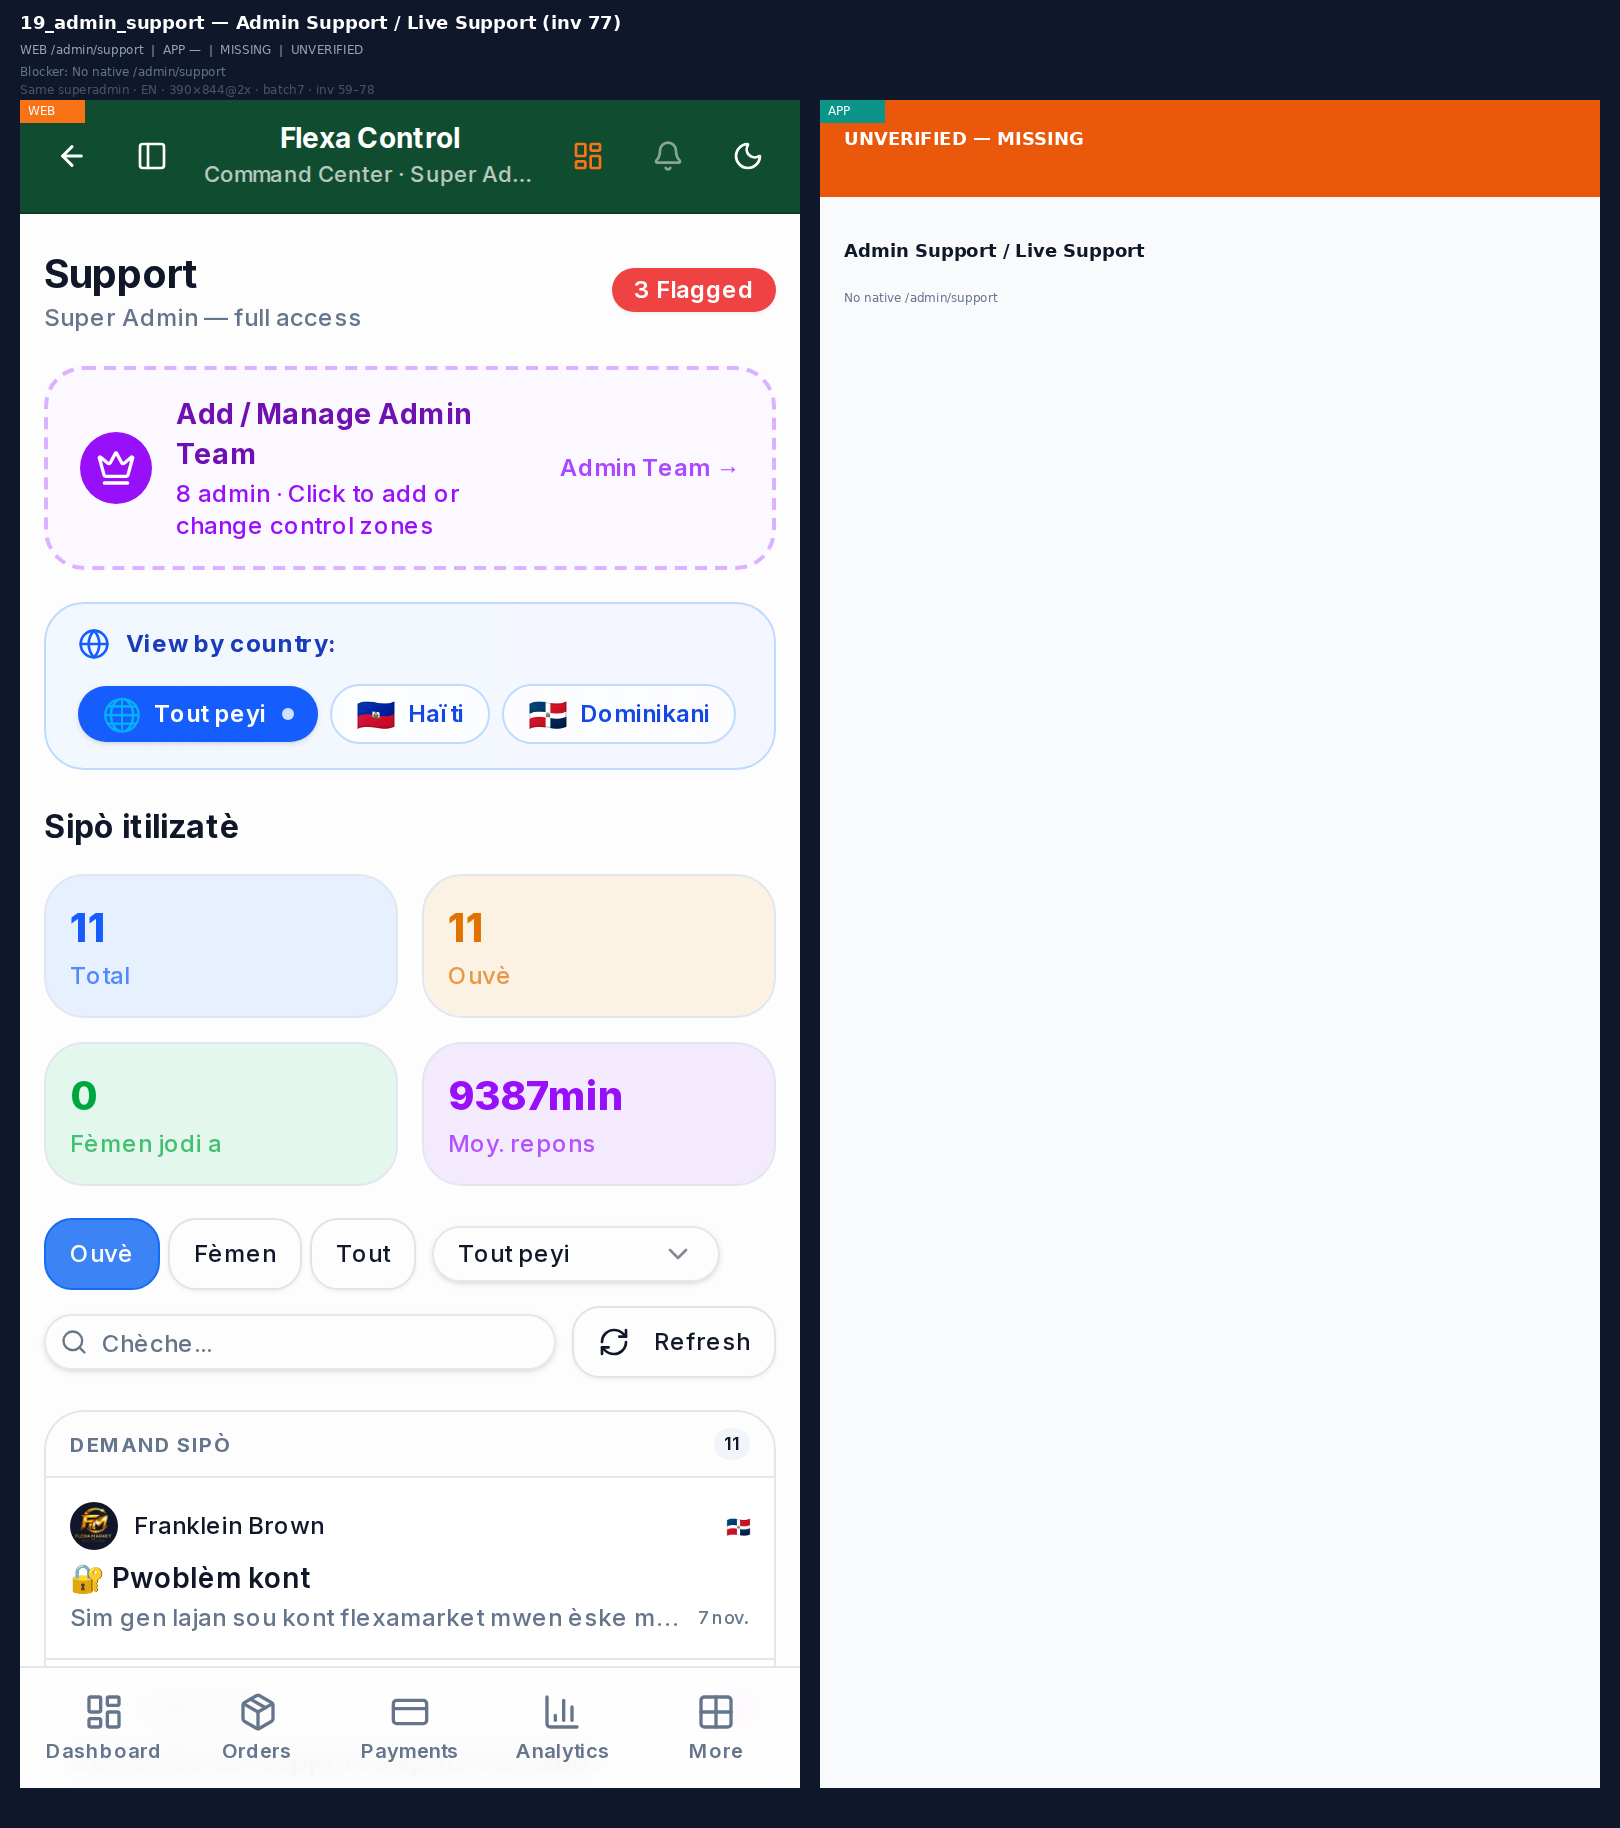 19_admin_support — Admin Support / Live Support (inv 77)
WEB /admin/support | APP — | MISSING | UNVERIFIED
Blocker: No native /admin/support
Same superadmin · EN · 390×844@2x · batch7 · inv 59–78
WEB
Flexa Control
Command Center · Super Ad...
Support
Super Admin — full access
3 Flagged
Add / Manage Admin
Team
8 admin · Click to add or
change control zones
Admin Team →
View by country:
Tout peyi
Haïti
Dominikani
Sipò itilizatè
11
Total
11
Ouvè
0
Fèmen jodi a
9387min
Moy. repons
Ouvè
Fèmen
Tout
Tout peyi
Chèche...
Refresh
DEMAND SIPÒ
11
Franklein Brown
🔐 Pwoblèm kont
Sim gen lajan sou kont flexamarket mwen èske m...
7 nov.
Dashboard
Orders
Payments
Analytics
More
APP
UNVERIFIED — MISSING
Admin Support / Live Support
No native /admin/support